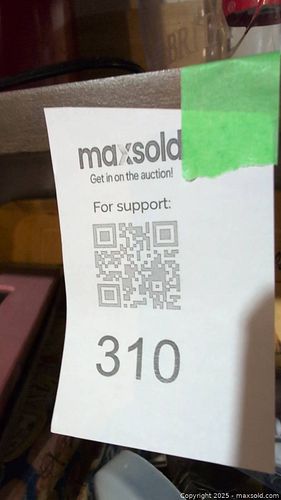 maxsold
Get in on the auction!
For support:
310
Copyright 2025 - maxsold.com